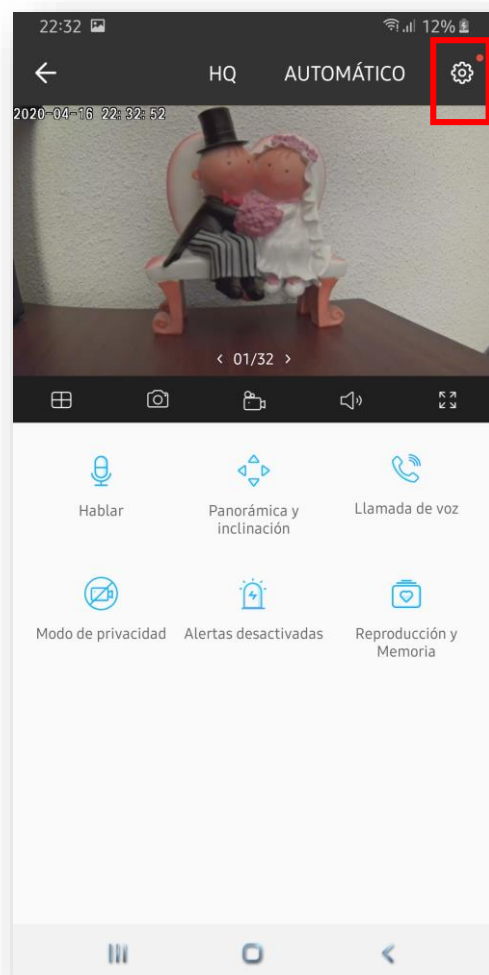 22:32 12%
HQ AUTOMÁTICO
2020-04-16 22:32:52
< 01/32 >
Hablar
Panorámica y
inclinación
Llamada de voz
Modo de privacidad
Alertas desactivadas
Reproducción y
Memoria